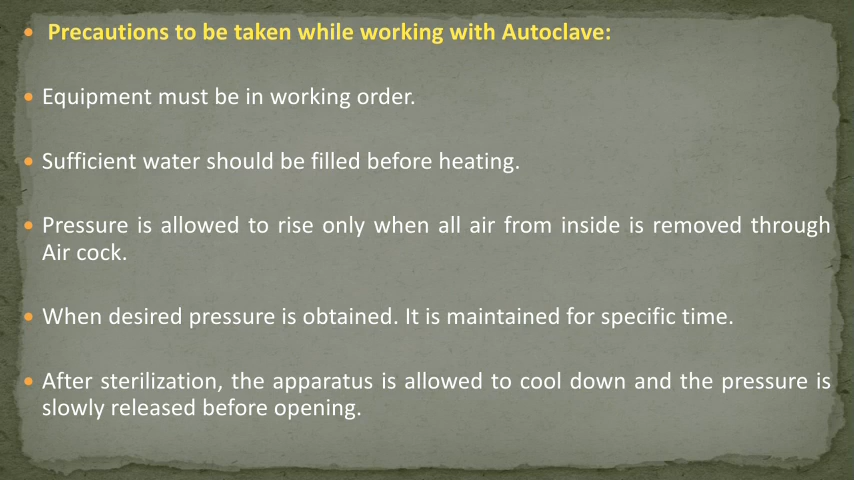 • Precautions to be taken while working with Autoclave:
• Equipment must be in working order.
• Sufficient water should be filled before heating.
• Pressure is allowed to rise only when all air from inside is removed through
Air cock.
• When desired pressure is obtained. It is maintained for specific time.
• After sterilization, the apparatus is allowed to cool down and the pressure is
slowly released before opening.